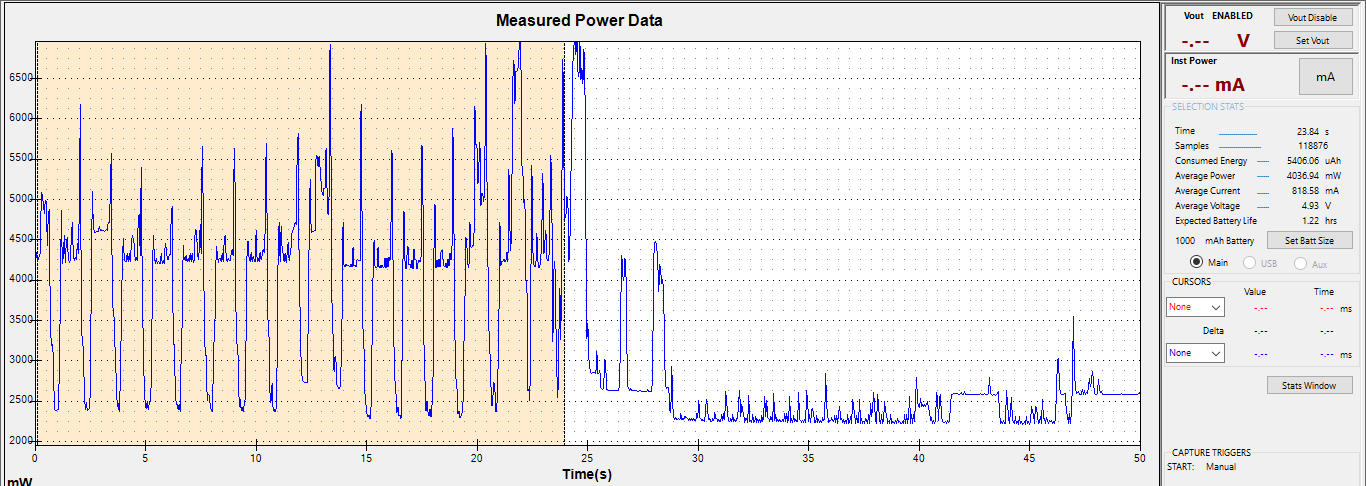 Measured Power Data
6500
6000
5500
5000
4500
4000
3500
3000
2500
2000
0 5 10 15 20 25 30 35 40 45 50
Time(s)
mW
Vout ENABLED Vout Disable
-.-- V Set Vout
Inst Power
-.-- mA mA
SELECTION STATS
Time 23.84 s
Samples 118876
Consumed Energy 5406.06 uAh
Average Power 4036.94 mW
Average Current 818.58 mA
Average Voltage 4.93 V
Expected Battery Life 1.22 hrs
1000 mAh Battery Set Batt Size
Main USB Aux
CURSORS
Value Time
None -.-- -.-- ms
Delta -.-- -.--
None -.-- -.-- ms
Stats Window
CAPTURE TRIGGERS
START: Manual